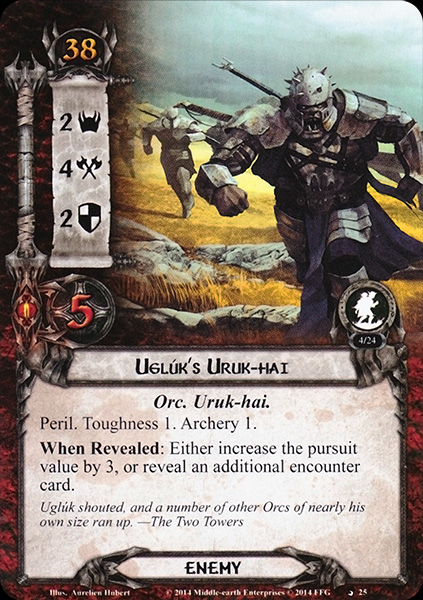 38
2
4
2
5
4/24
Uglúk's Uruk-hai
Orc. Uruk-hai.
Peril. Toughness 1. Archery 1.
When Revealed: Either increase the pursuit
value by 3, or reveal an additional encounter
card.
Uglúk shouted, and a number of other Orcs of nearly his
own size ran up. —The Two Towers
ENEMY
Illus. Aurelien Hubert © 2014 Middle-earth Enterprises © 2014 FFG 25